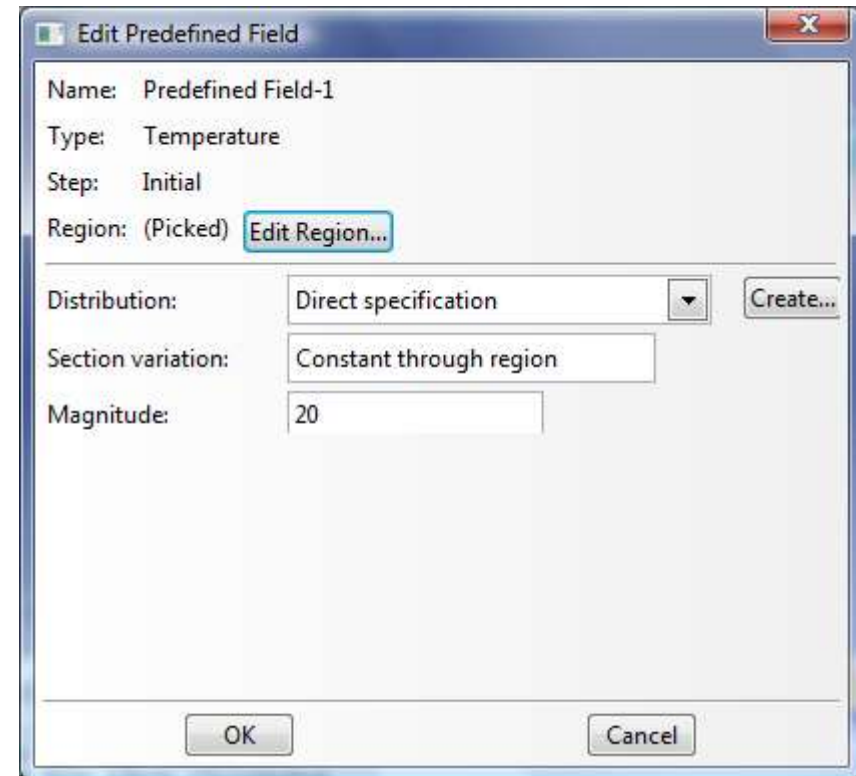 Edit Predefined Field
Name: Predefined Field-1
Type: Temperature
Step: Initial
Region: (Picked) Edit Region...
Distribution: Direct specification Create...
Section variation: Constant through region
Magnitude: 20
OK Cancel